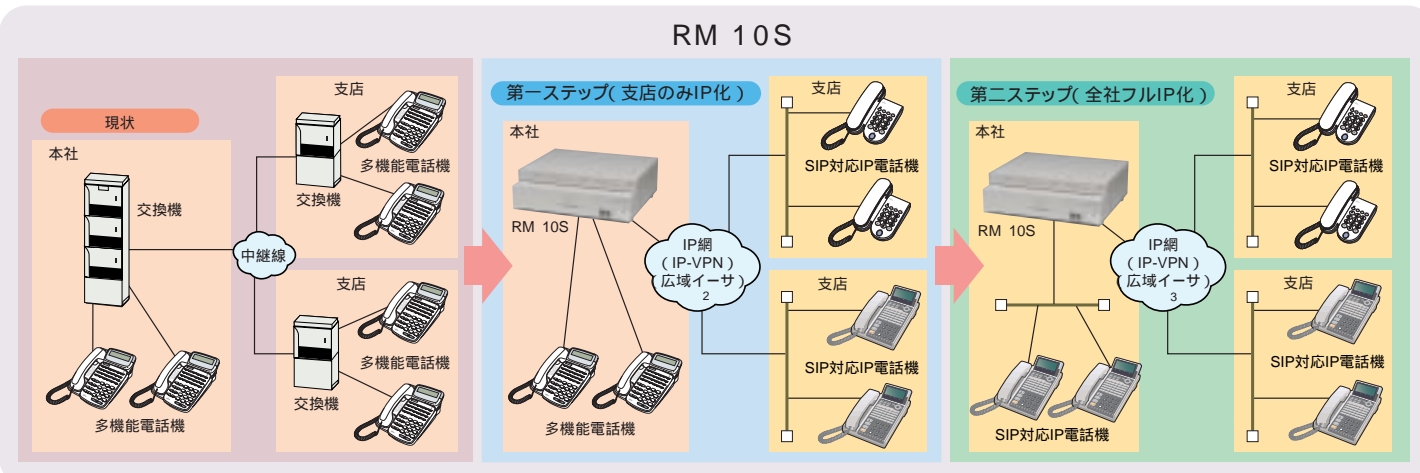 RM 10S
現状
本社
交換機
多機能電話機
中継線
支店
多機能電話機
交換機
支店
多機能電話機
交換機
第一ステップ(支店のみIP化)
本社
RM 10S
多機能電話機
IP網
(IP-VPN)
広域イーサ)
2
支店
SIP対応IP電話機
支店
SIP対応IP電話機
第二ステップ(全社フルIP化)
本社
RM 10S
SIP対応IP電話機
IP網
(IP-VPN)
広域イーサ)
3
支店
SIP対応IP電話機
支店
SIP対応IP電話機